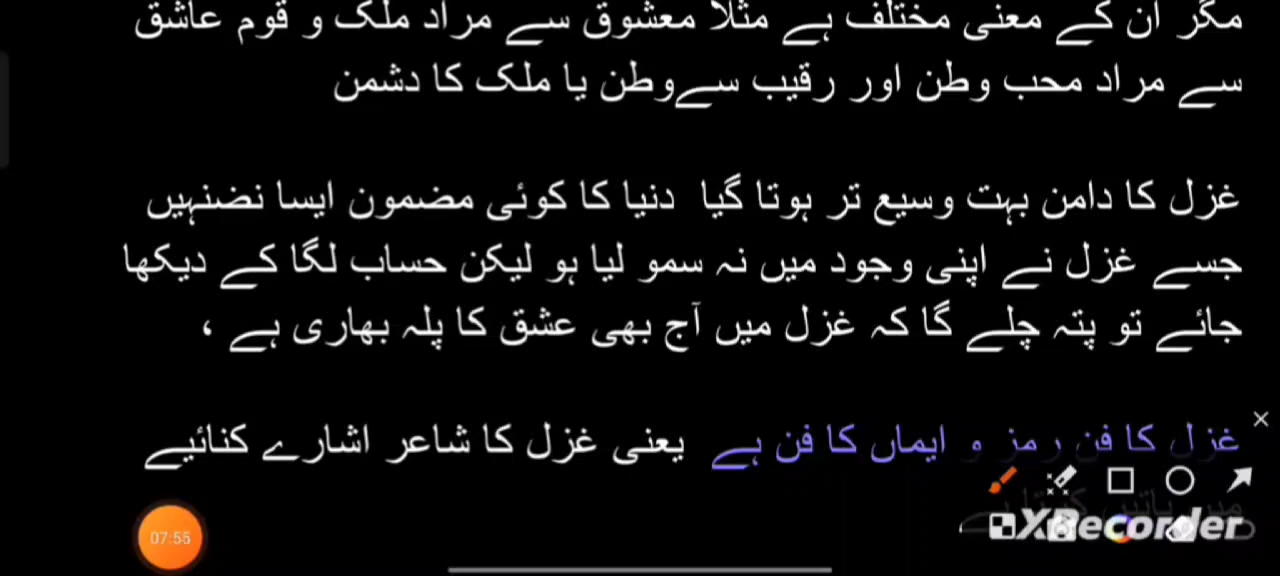 مگر ان کے معنی مختلف ہے مثلا معشوق سے مراد ملک و قوم عاشق
سے مراد محب وطن اور رقیب سےوطن یا ملک کا دشمن
غزل کا دامن بہت وسیع تر ہوتا گیا دنیا کا کوئی مضمون ایسا نضنہیں
جسے غزل نے اپنی وجود میں نہ سمو لیا ہو لیکن حساب لگا کے دیکھا
جائے تو پتہ چلے گا کہ غزل میں آج بھی عشق کا پلہ بھاری ہے ،
غزل کا فن رمز و ایماں کا فن ہے یعنی غزل کا شاعر اشارے کنائیے
XRecorder
07:55